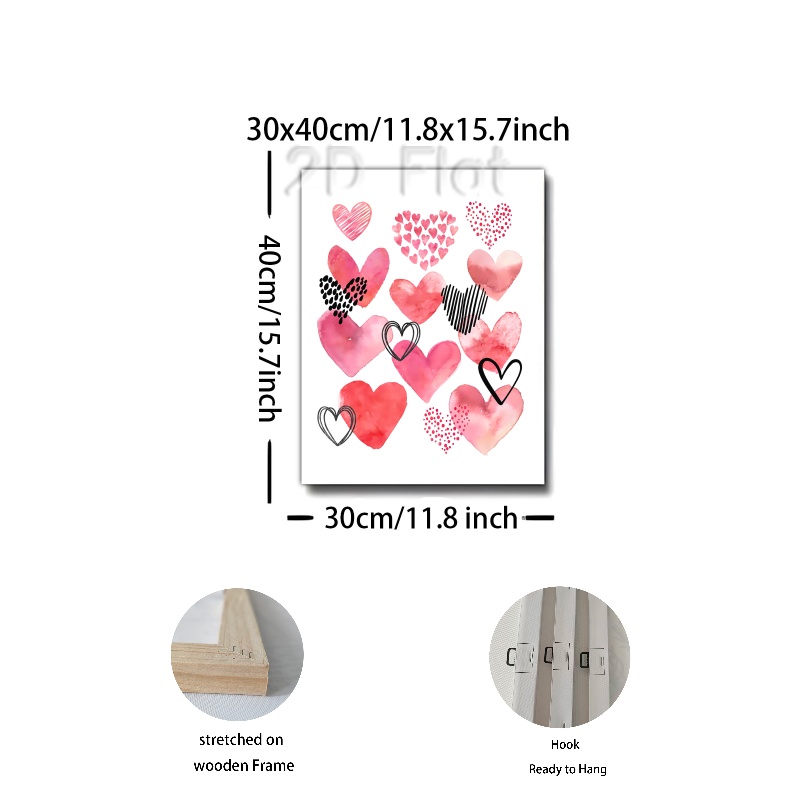 30x40cm/11.8x15.7inch
2D Flat
40cm/15.7inch
30cm/11.8 inch
stretched on
wooden Frame
Hook
Ready to Hang